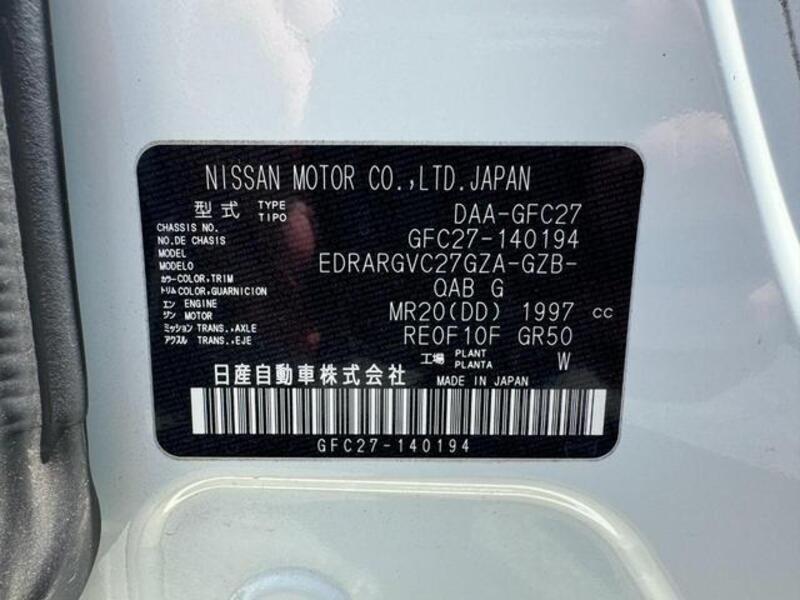 NISSAN MOTOR CO.,LTD.JAPAN
型式 TYPE TIPO DAA-GFC27
CHASSIS NO.
NO.DE CHASIS GFC27-140194
MODEL
MODELO EDRARGVC27GZA-GZB-
カラー COLOR,TRIM
トリム COLOR,GUARNICION QAB G
エン ENGINE
ジン MOTOR MR20(DD) 1997 cc
ミッション TRANS.,AXLE
アクスル TRANS.,EJE RE0F10F GR50
工場 PLANT PLANTA W
日産自動車株式会社 MADE IN JAPAN
GFC27-140194